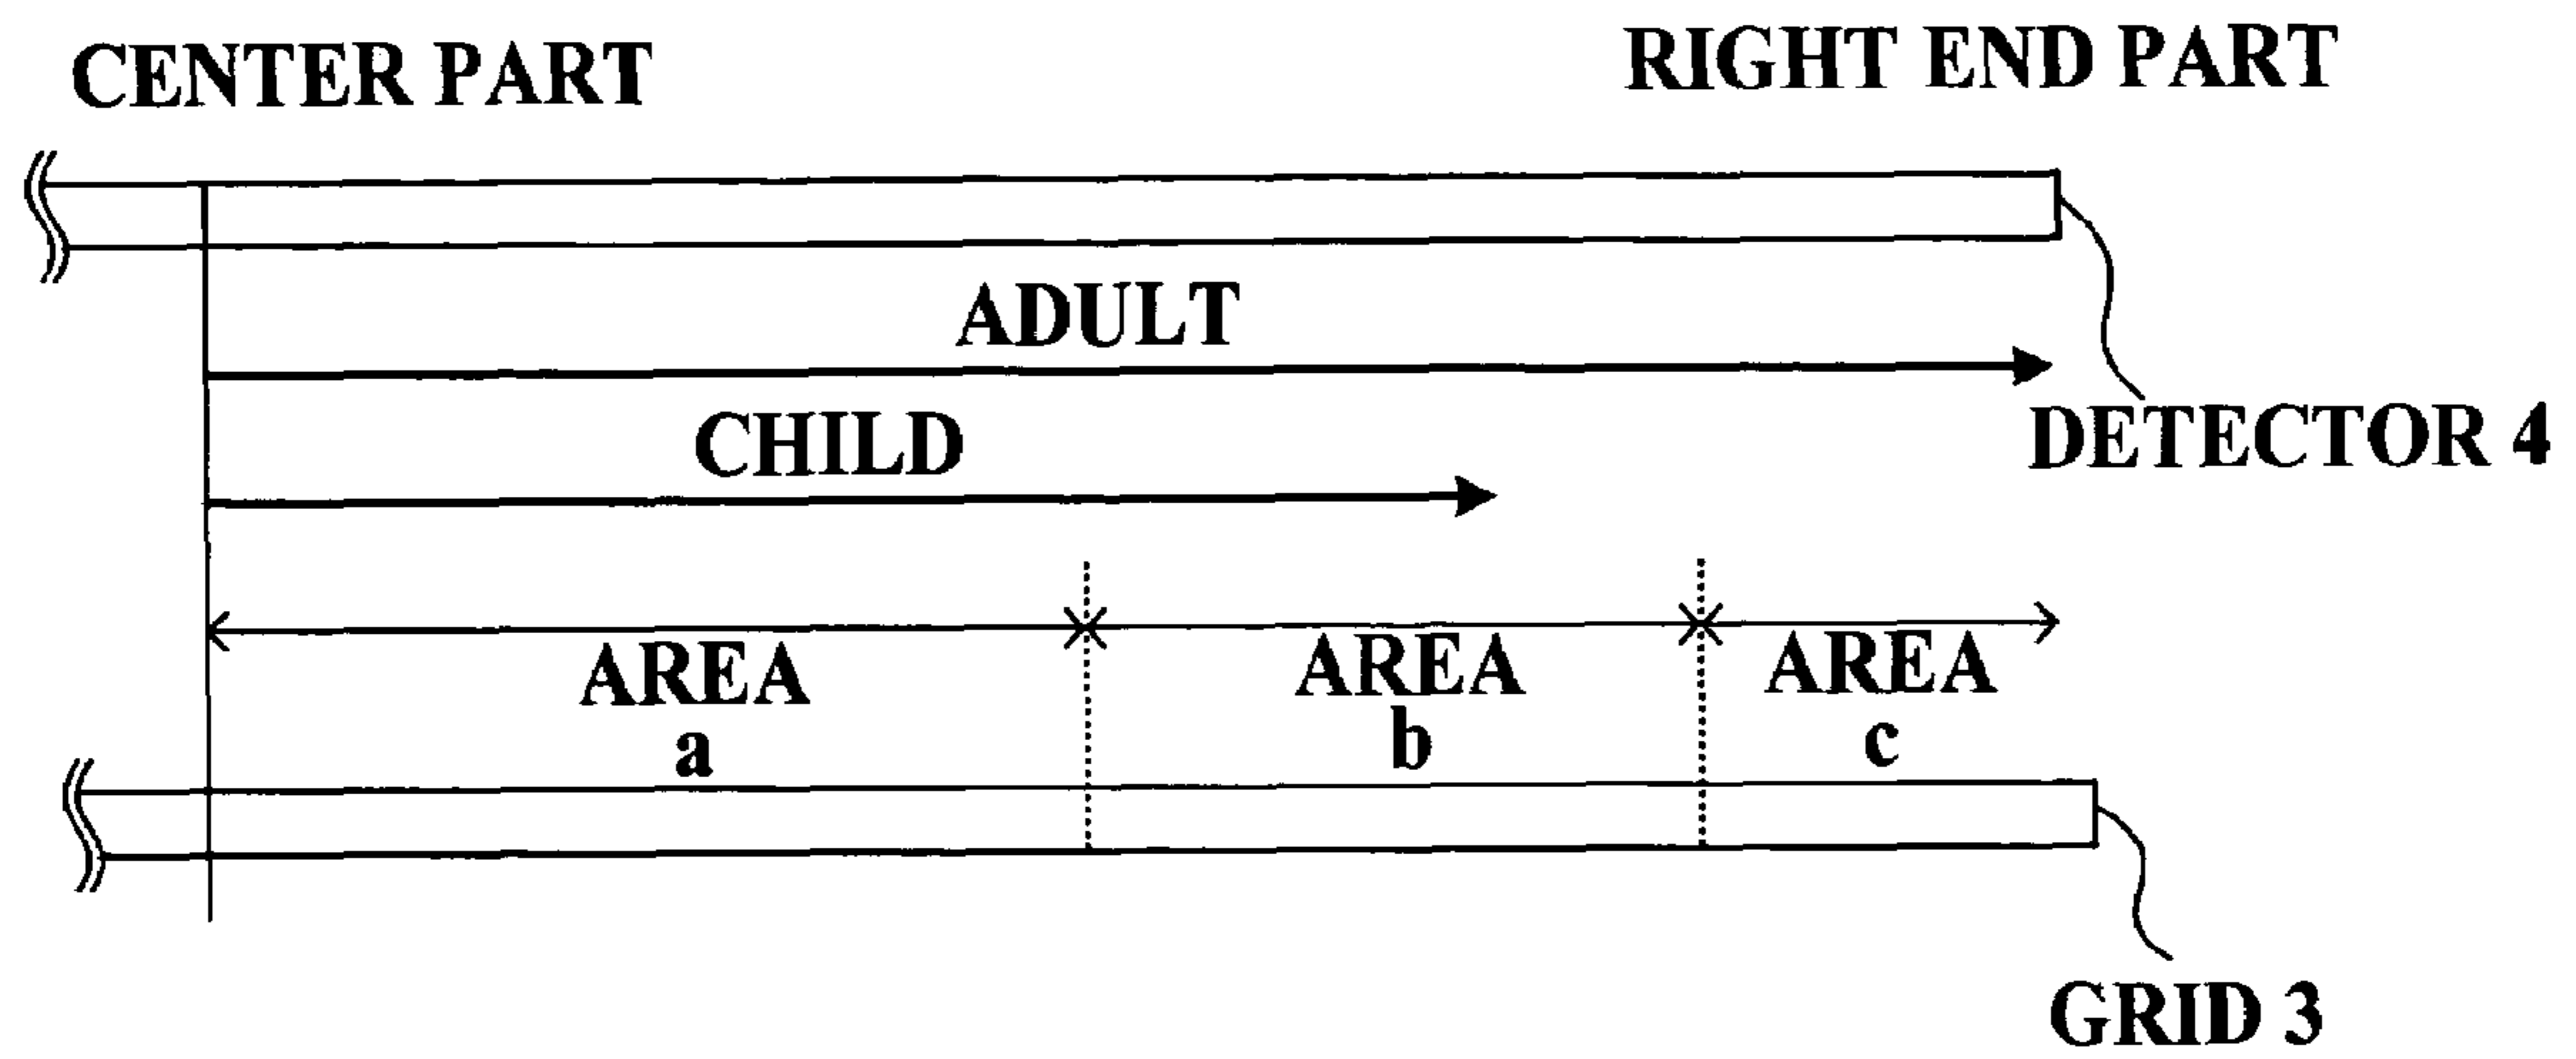 CENTER PART
RIGHT END PART
ADULT
DETECTOR 4
CHILD
AREA
a
AREA
b
AREA
c
GRID 3